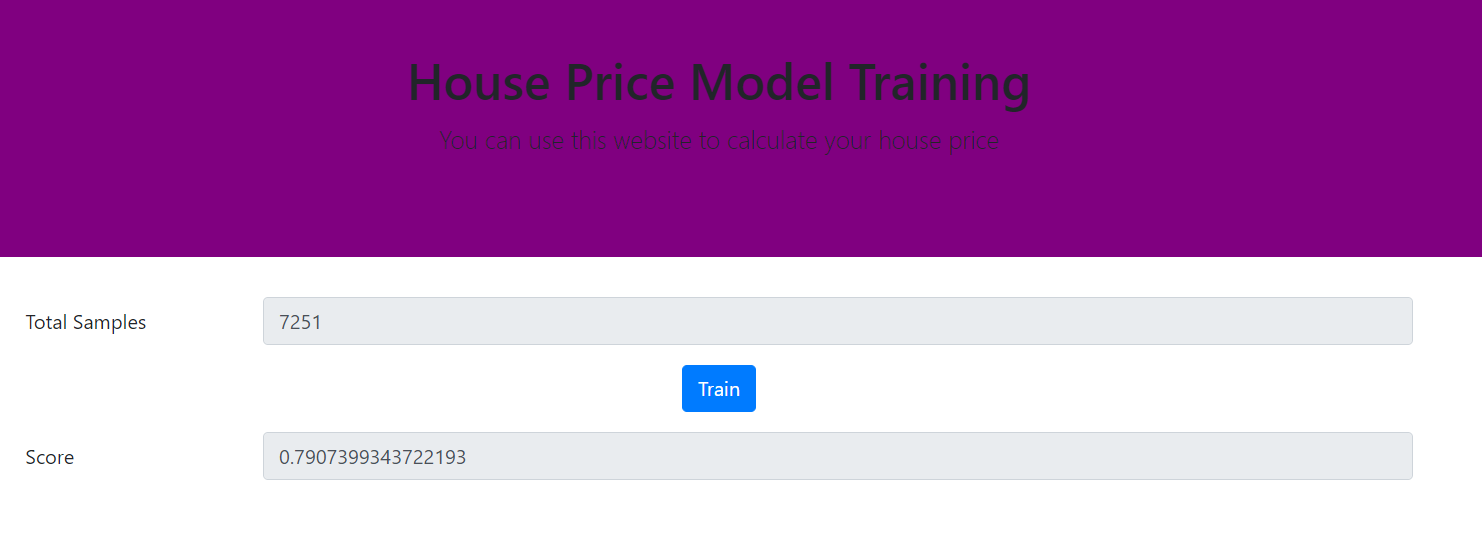 House Price Model Training
You can use this website to calculate your house price
Total Samples 7251
Train
Score 0.7907399343722193